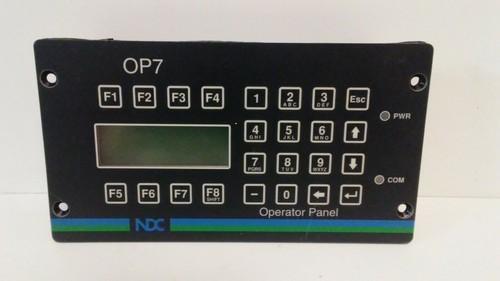 OP7
F1 F2 F3 F4 1 2 3 Esc
ABC DEF
PWR
4 5 6
GHI JKL MNO
7 8 9
PQRS TUV WXYZ
COM
F5 F6 F7 F8 - 0
SHIFT
Operator Panel
NDC